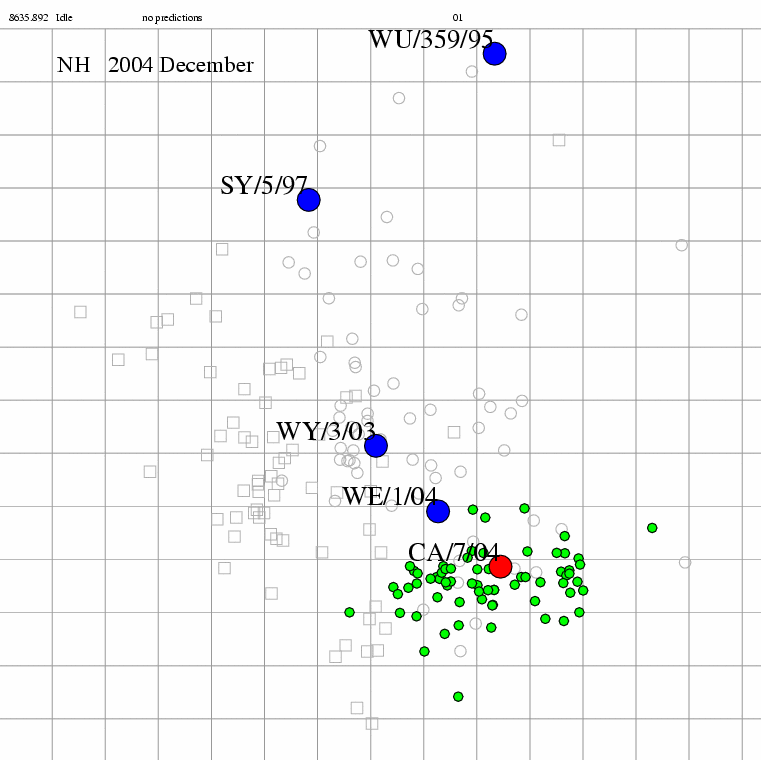 8635.892 Idle no predictions 01
WU/359/95
NH 2004 December
SY/5/97
WY/3/03
WE/1/04
CA/7/04